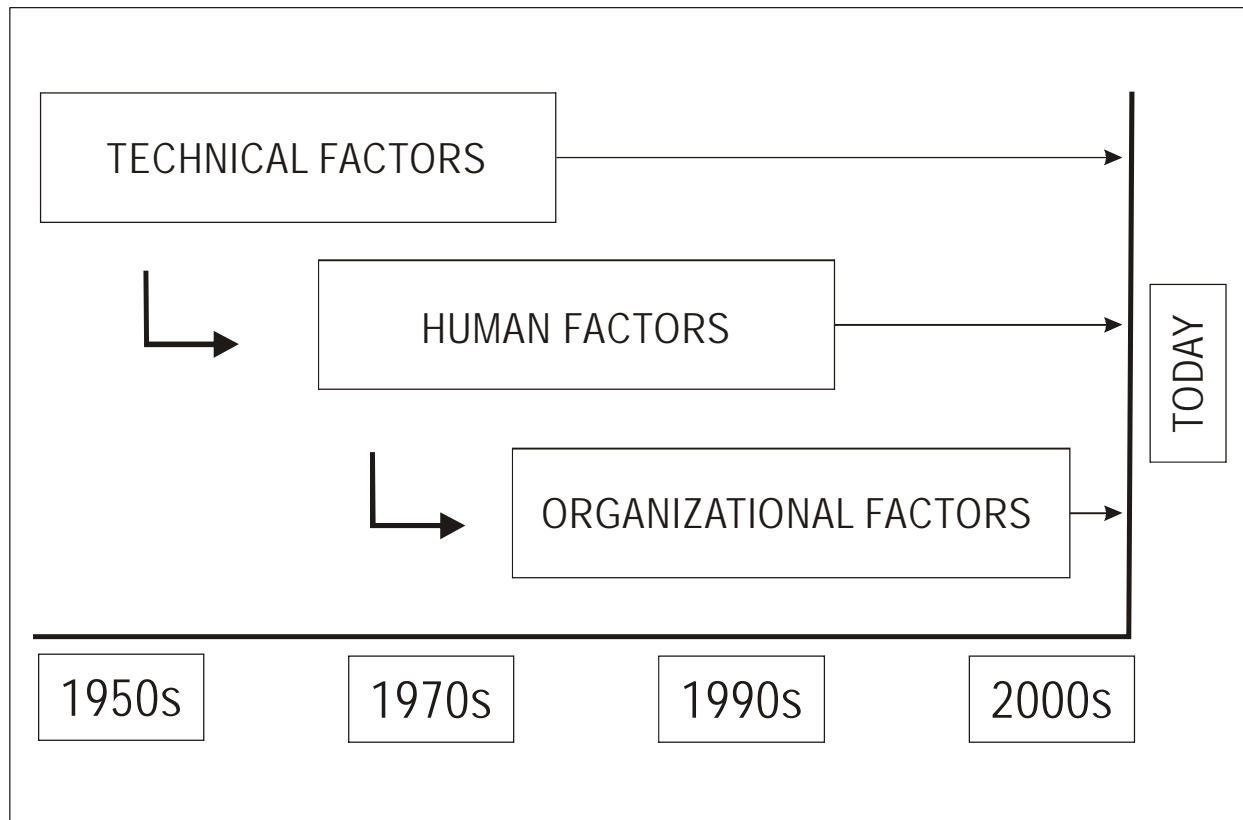 TECHNICAL FACTORS
HUMAN FACTORS
ORGANIZATIONAL FACTORS
TODAY
1950s
1970s
1990s
2000s